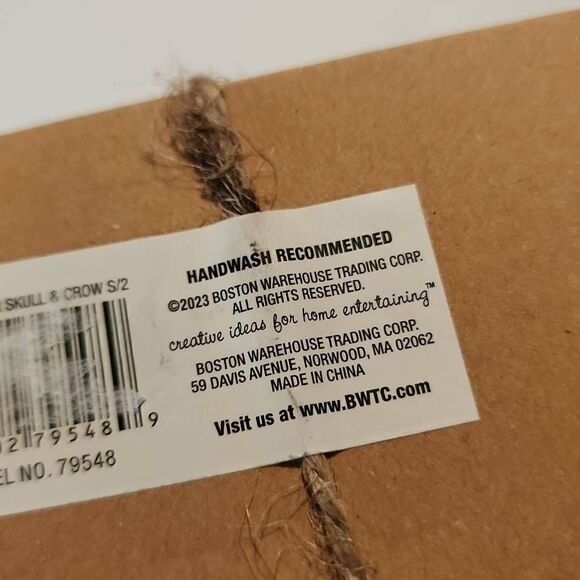 SKULL & CROW S/2
2 79548 9
NO. 79548
HANDWASH RECOMMENDED
©2023 BOSTON WAREHOUSE TRADING CORP.
ALL RIGHTS RESERVED.
creative ideas for home entertaining™
BOSTON WAREHOUSE TRADING CORP.
59 DAVIS AVENUE, NORWOOD, MA 02062
MADE IN CHINA
Visit us at www.BWTC.com